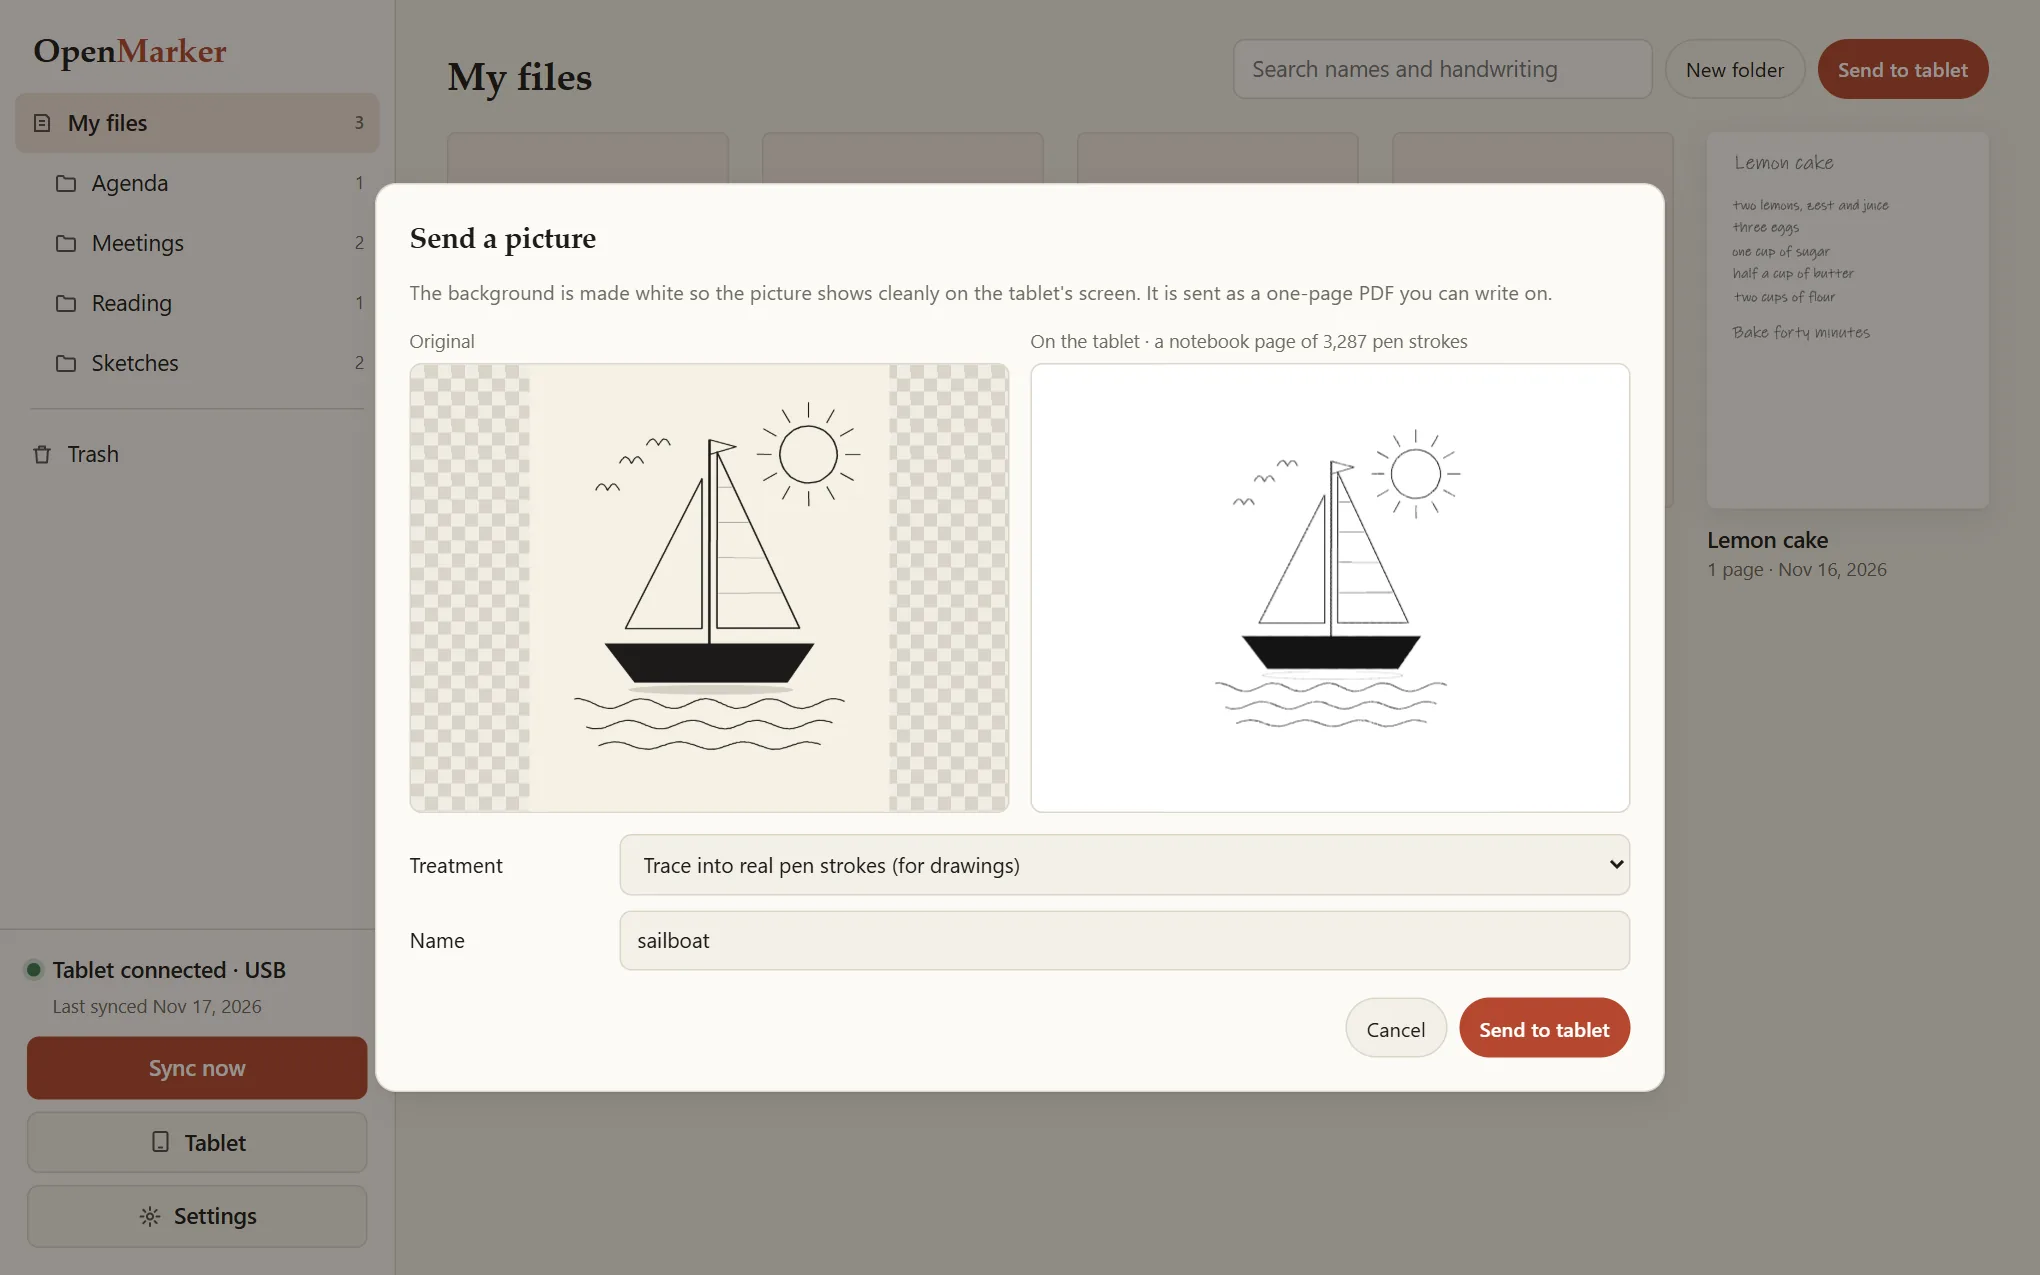 OpenMarker
My files 3
Agenda 1
Meetings 2
Reading 1
Sketches 2
Trash
Tablet connected · USB
Last synced Nov 17, 2026
Sync now
Tablet
Settings
My files
Search names and handwriting
New folder
Send to tablet
Lemon cake
two lemons, zest and juice
three eggs
one cup of sugar
half a cup of butter
two cups of flour
Bake forty minutes
Lemon cake
1 page · Nov 16, 2026
Send a picture
The background is made white so the picture shows cleanly on the tablet's screen. It is sent as a one-page PDF you can write on.
Original
On the tablet · a notebook page of 3,287 pen strokes
Treatment
Trace into real pen strokes (for drawings)
Name
sailboat
Cancel
Send to tablet